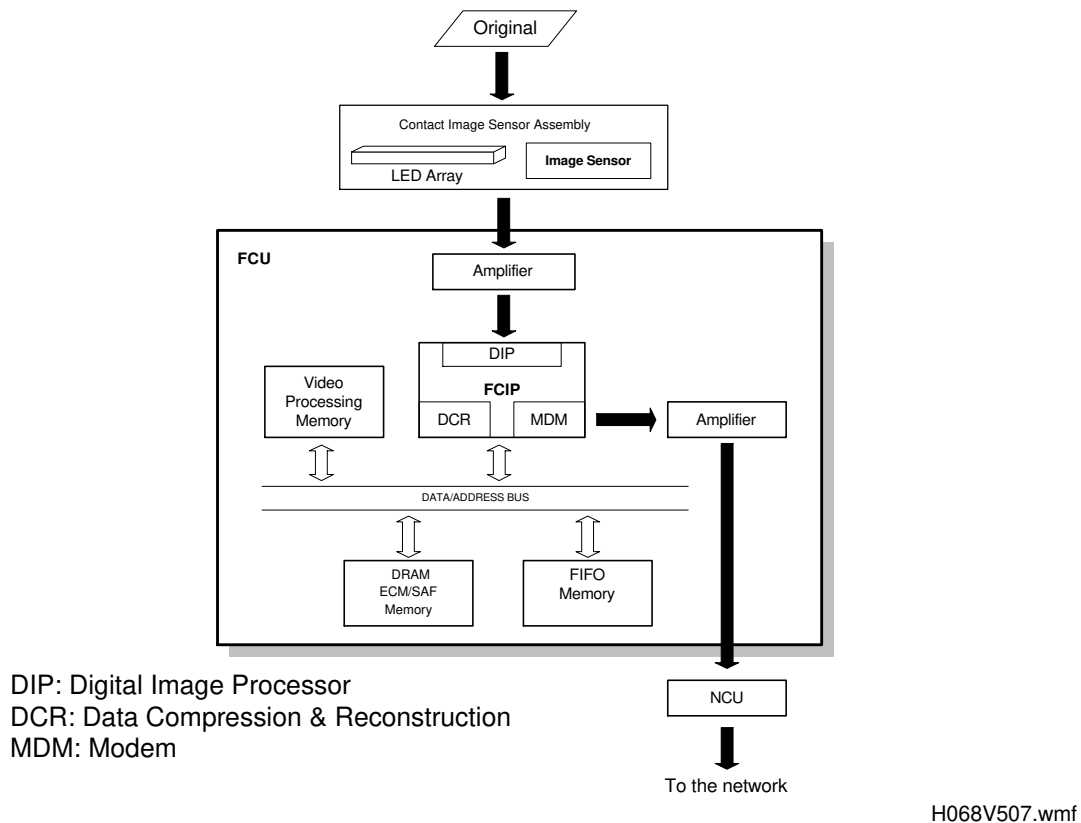 Original
Contact Image Sensor Assembly
LED Array
Image Sensor
FCU
Amplifier
DIP
FCIP
DCR
MDM
Video
Processing
Memory
Amplifier
DATA/ADDRESS BUS
DRAM
ECM/SAF
Memory
FIFO
Memory
DIP: Digital Image Processor
DCR: Data Compression & Reconstruction
MDM: Modem
NCU
To the network
H068V507.wmf